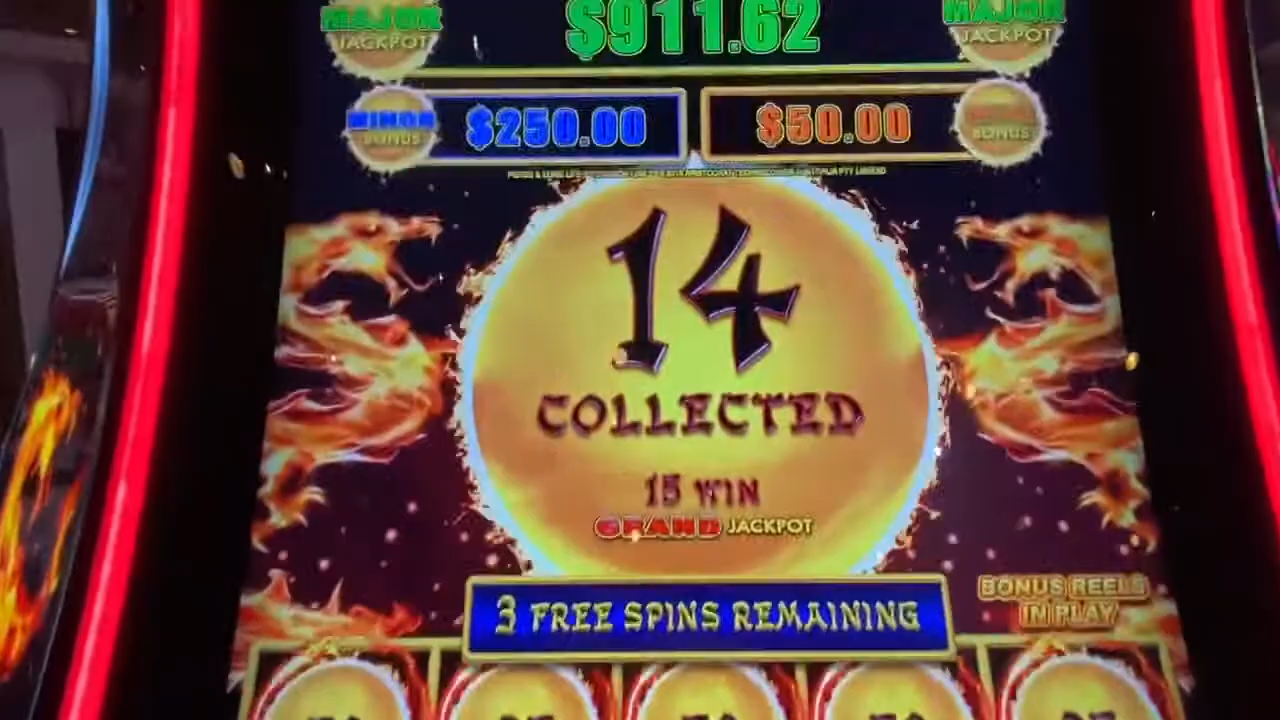 MAJOR
JACKPOT
$911.62
MAJOR
JACKPOT
MINOR
BONUS
$250.00
$50.00
BONUS
14
COLLECTED
15 WIN
GRAND JACKPOT
3 FREE SPINS REMAINING
BONUS REELS
IN PLAY